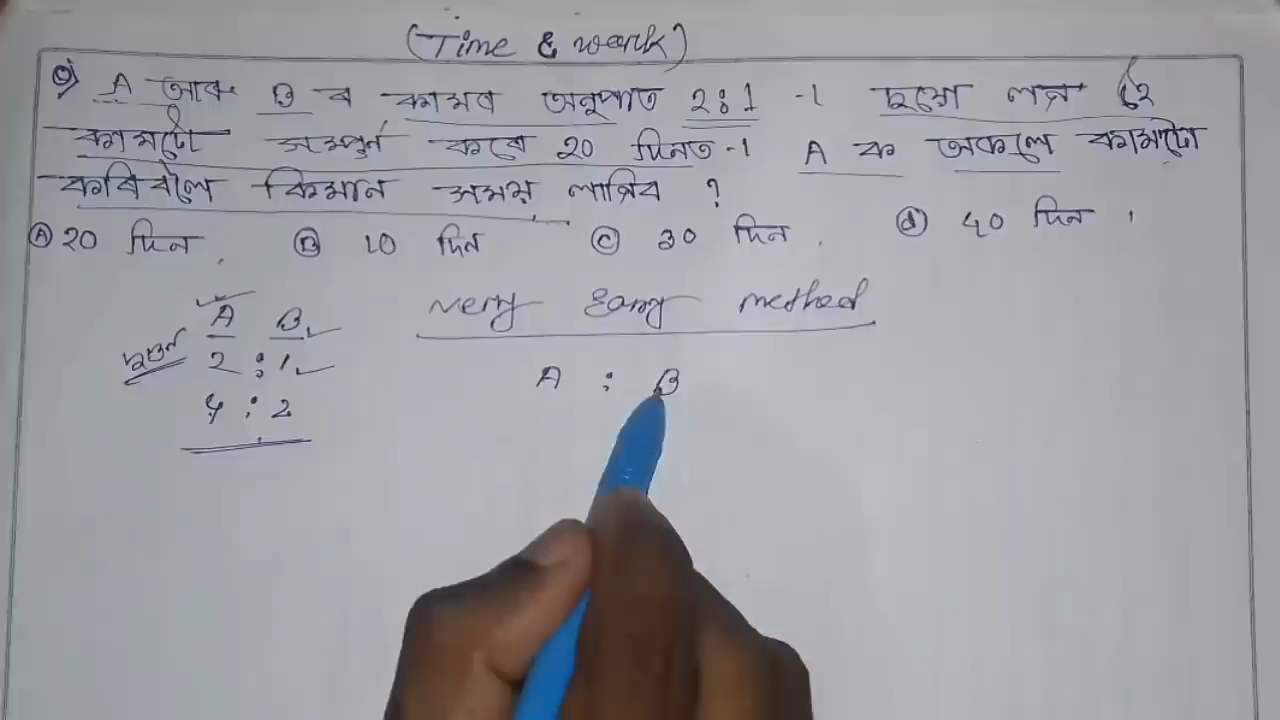 (Time & work)
Q) A আৰু B ৰ কামৰ অনুপাত 2:1 ।. দুয়ো লগ হৈ
কামটো সম্পুৰ্ন কৰে 20 দিনত ।. A ক অকলে কামটো
কৰিবলৈ কিমান সময় লাগিব ?
Ⓐ 20 দিন Ⓑ 10 দিন Ⓒ 30 দিন ⓓ 40 দিন
Very Easy method
A B
দুগুন 2 : 1
4 : 2
A : B